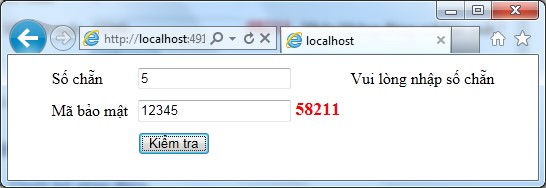 http://localhost:491
localhost
Số chẵn 5 Vui lòng nhập số chẵn
Mã bảo mật 12345 58211
Kiểm tra